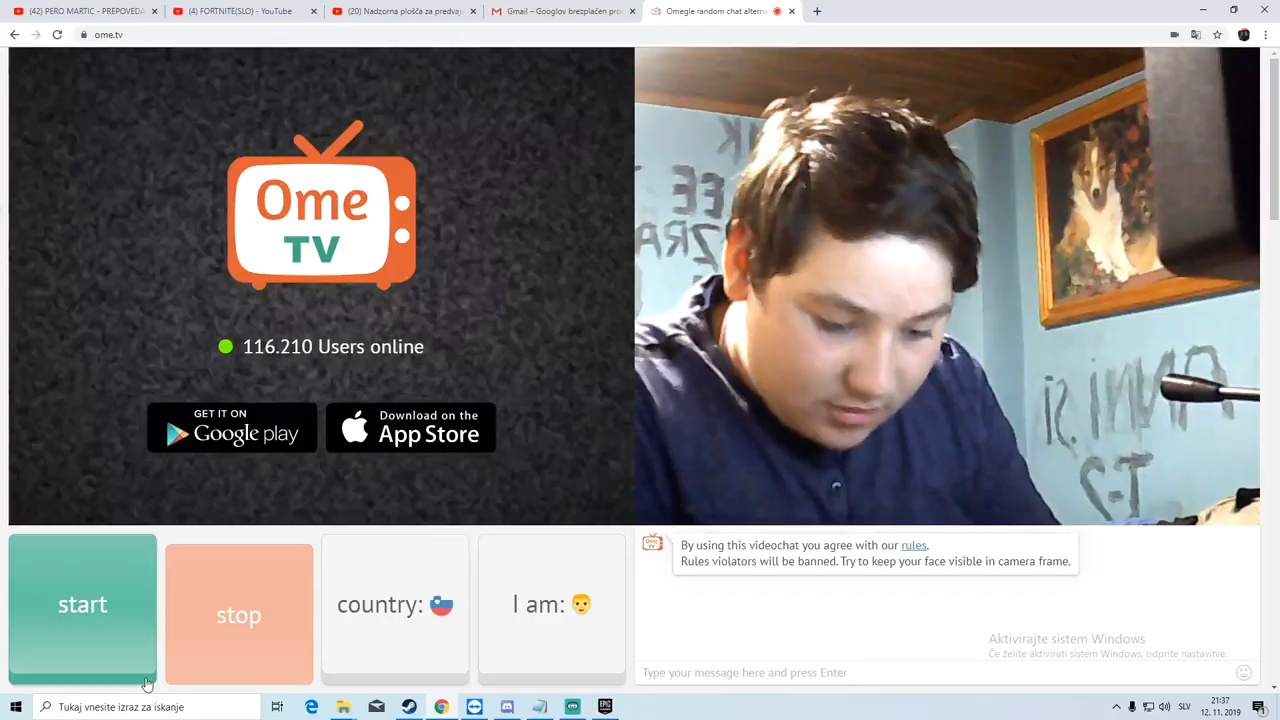 (42) PERO MARTIC - PREPOVEDA
(4) FORTNITE(SLO) - YouTube
(20) Nadzorna plošča za predvaj
Gmail – Googlov brezplačen pro
Omegle random chat altern
ome.tv
Ome
TV
116.210 Users online
GET IT ON
Google play
Download on the
App Store
start
stop
country:
I am:
Ome
TV
By using this videochat you agree with our rules.
Rules violators will be banned. Try to keep your face visible in camera frame.
Aktivirajte sistem Windows
Če želite aktivirati sistem Windows, odprite nastavitve.
Type your message here and press Enter
Tukaj vnesite izraz za iskanje
EPIC
SLV
21:37
12. 11. 2019